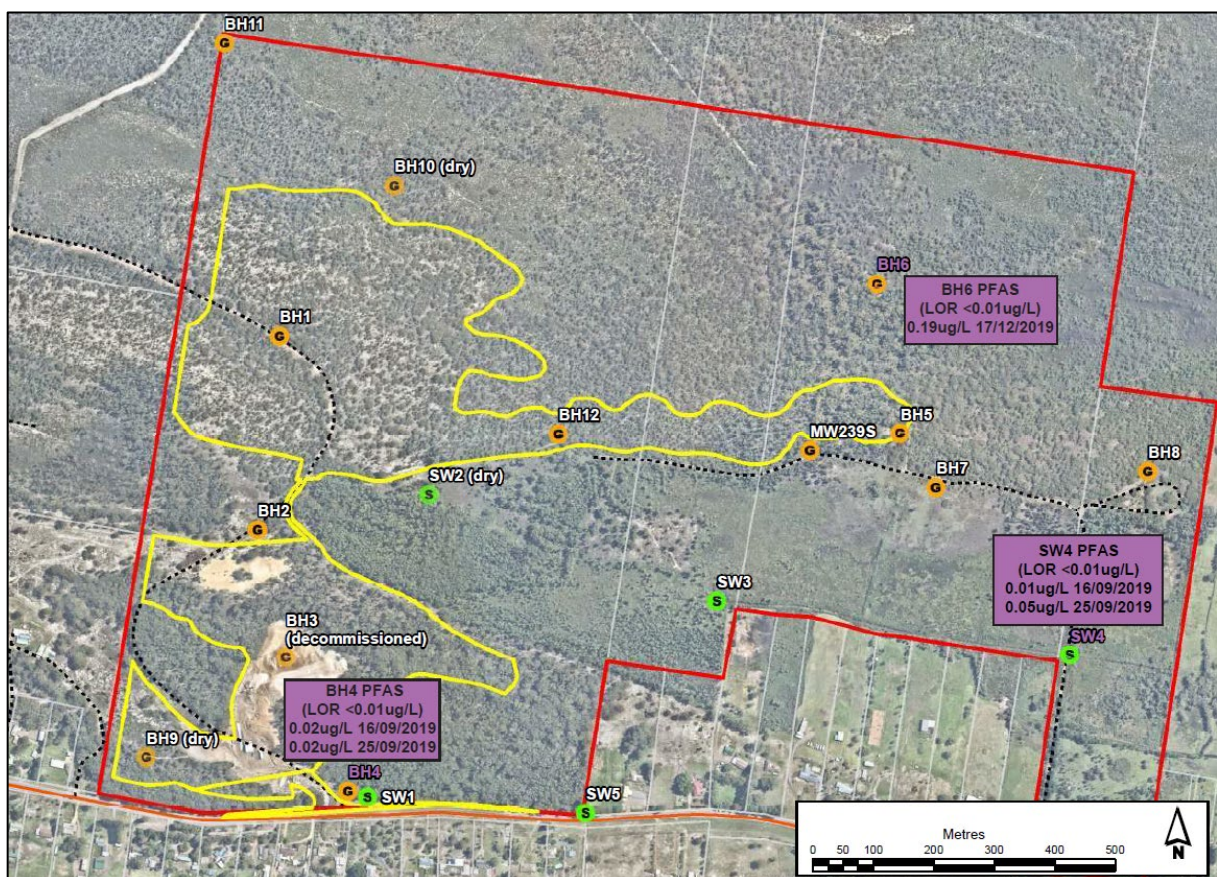 BH11
G
BH10 (dry)
G
BH6
G
BH6 PFAS
(LOR <0.01ug/L)
0.19ug/L 17/12/2019
BH1
G
BH12
G
MW239S
G
BH5
G
BH8
G
BH7
G
SW2 (dry)
S
BH2
G
SW4 PFAS
(LOR <0.01ug/L)
0.01ug/L 16/09/2019
0.05ug/L 25/09/2019
SW3
S
SW4
S
BH3
(decommissioned)
G
BH4 PFAS
(LOR <0.01ug/L)
0.02ug/L 16/09/2019
0.02ug/L 25/09/2019
BH9 (dry)
G
BH4
G
S
SW1
SW5
S
Metres
0 50 100 200 300 400 500
N